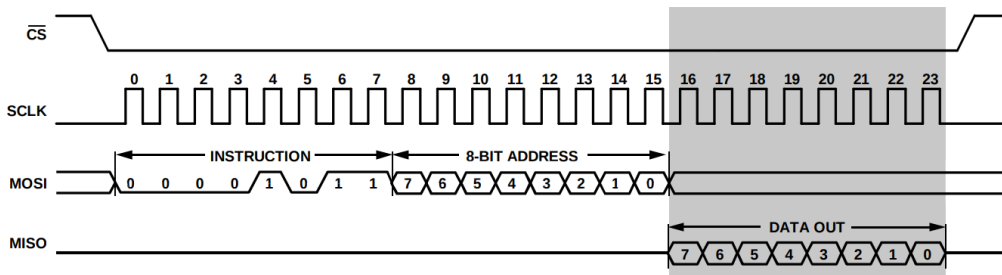 CS
0 1 2 3 4 5 6 7 8 9 10 11 12 13 14 15 16 17 18 19 20 21 22 23
SCLK
INSTRUCTION 8-BIT ADDRESS
MOSI 0 0 0 0 1 0 1 1 7 6 5 4 3 2 1 0
DATA OUT
MISO 7 6 5 4 3 2 1 0